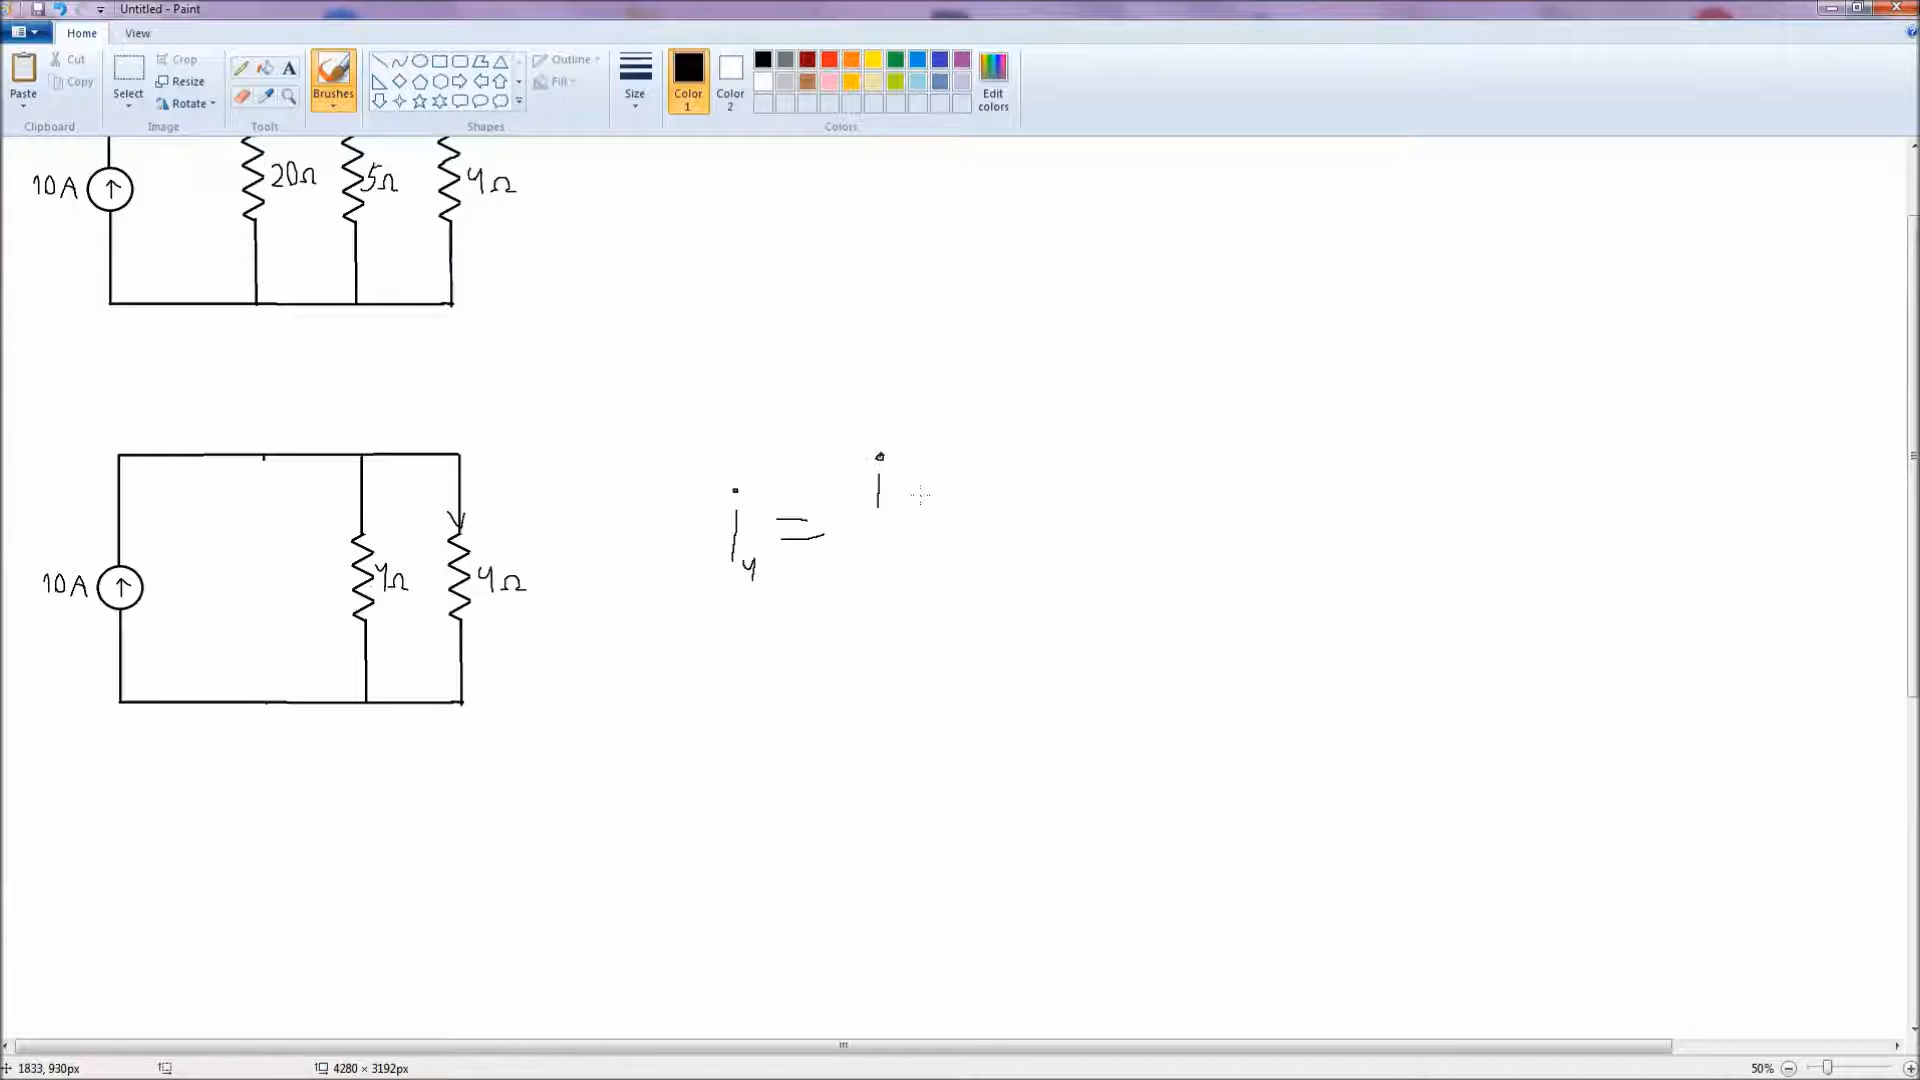 Untitled - Paint
Home View
Paste
Cut
Copy
Clipboard
Select
Crop
Resize
Rotate
Image
A
Tools
Brushes
Outline
Fill
Shapes
Size
Color 1
Color 2
Edit colors
Colors
10A 20Ω 5Ω 4Ω
10A 4Ω 4Ω
i4 = i
1833, 930px 4280 × 3192px 50%